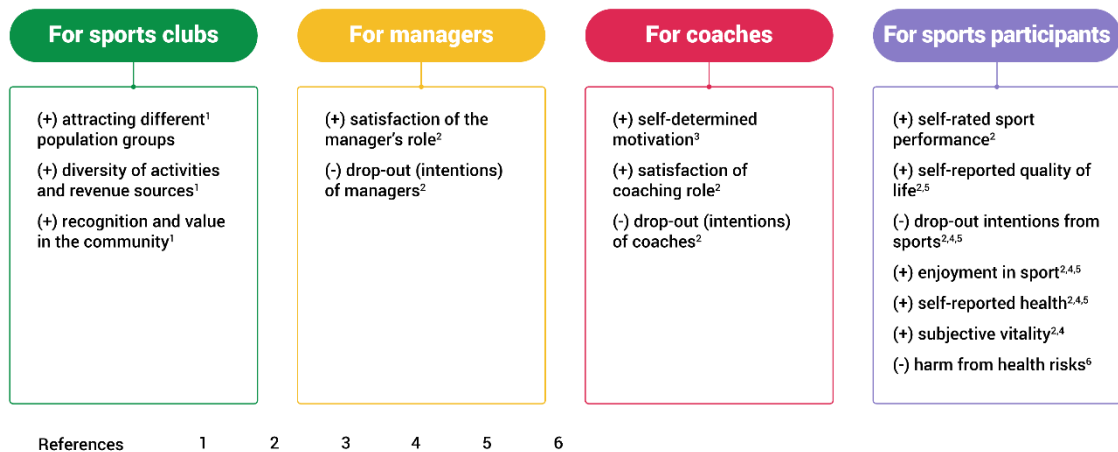 For sports clubs
(+) attracting different¹
population groups
(+) diversity of activities
and revenue sources¹
(+) recognition and value
in the community¹
For managers
(+) satisfaction of the
manager's role²
(-) drop-out (intentions)
of managers²
For coaches
(+) self-determined
motivation³
(+) satisfaction of
coaching role²
(-) drop-out (intentions)
of coaches²
For sports participants
(+) self-rated sport
performance²
(+) self-reported quality of
life²,⁵
(-) drop-out intentions from
sports²,⁴,⁵
(+) enjoyment in sport²,⁴,⁵
(+) self-reported health²,⁴,⁵
(+) subjective vitality²,⁴
(-) harm from health risks⁶
References 1 2 3 4 5 6